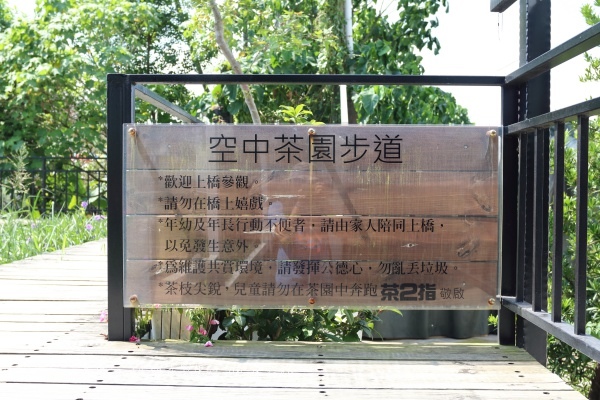 空中茶園步道
*歡迎上橋參觀。
*請勿在橋上嬉戲。
*年幼及年長行動不便者，請由家人陪同上橋，
以免發生意外。
*為維護共賞環境，請發揮公德心，勿亂丟垃圾。
*茶枝尖銳，兒童請勿在茶園中奔跑 茶2指 敬啟